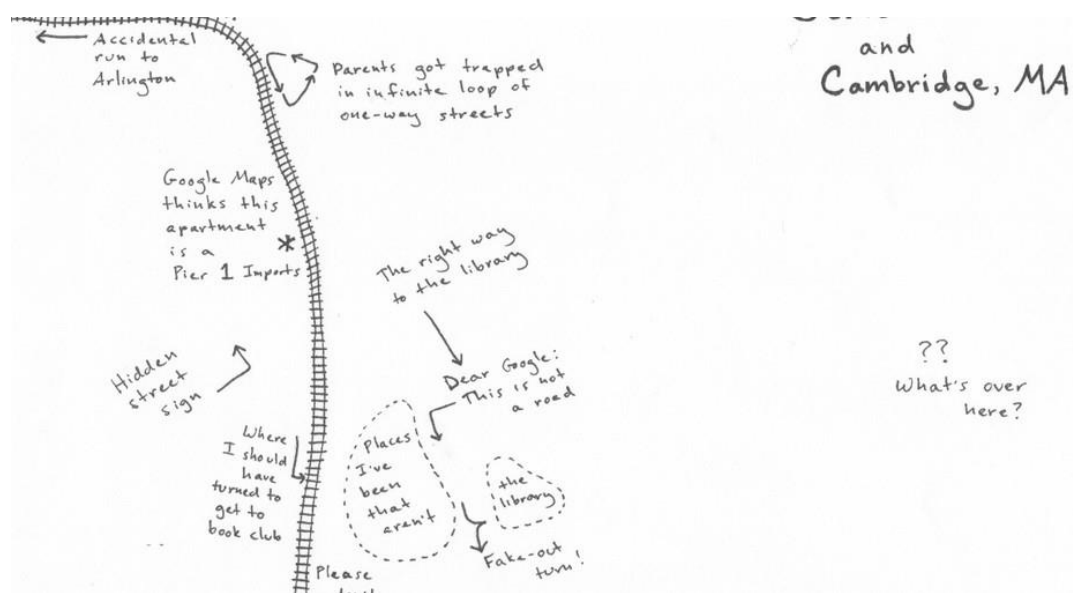 and
Cambridge, MA
Accidental
run to
Arlington
Parents got trapped
in infinite loop of
one-way streets
Google Maps
thinks this
apartment
is a
Pier 1 Imports
The right way
to the library
Hidden
street
sign
Dear Google:
This is not
a road
??
What's over
here?
Where
I should
have
turned to
get to
book club
Places
I've
been
that
aren't
the
library
Fake-out
turn!
Please